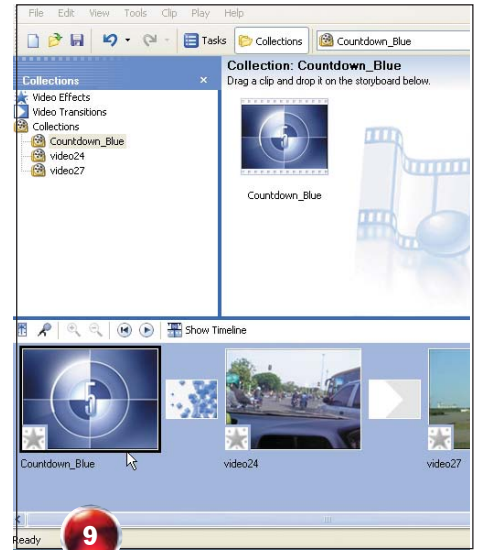 File Edit View Tools Clip Play Help
Tasks Collections Countdown_Blue
Collections ×
Collection: Countdown_Blue
Drag a clip and drop it on the storyboard below.
Video Effects
Video Transitions
Collections
Countdown_Blue
video24
video27
5
Countdown_Blue
Show Timeline
5
Countdown_Blue
video24
video27
Ready
9